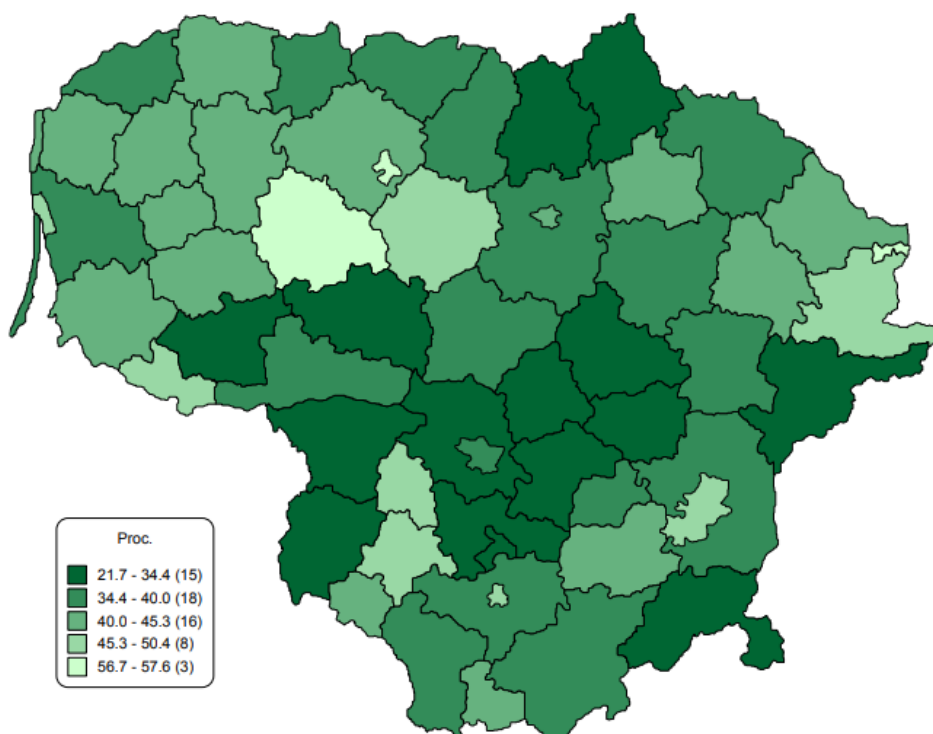 Proc.
21.7 - 34.4 (15)
34.4 - 40.0 (18)
40.0 - 45.3 (16)
45.3 - 50.4 (8)
56.7 - 57.6 (3)